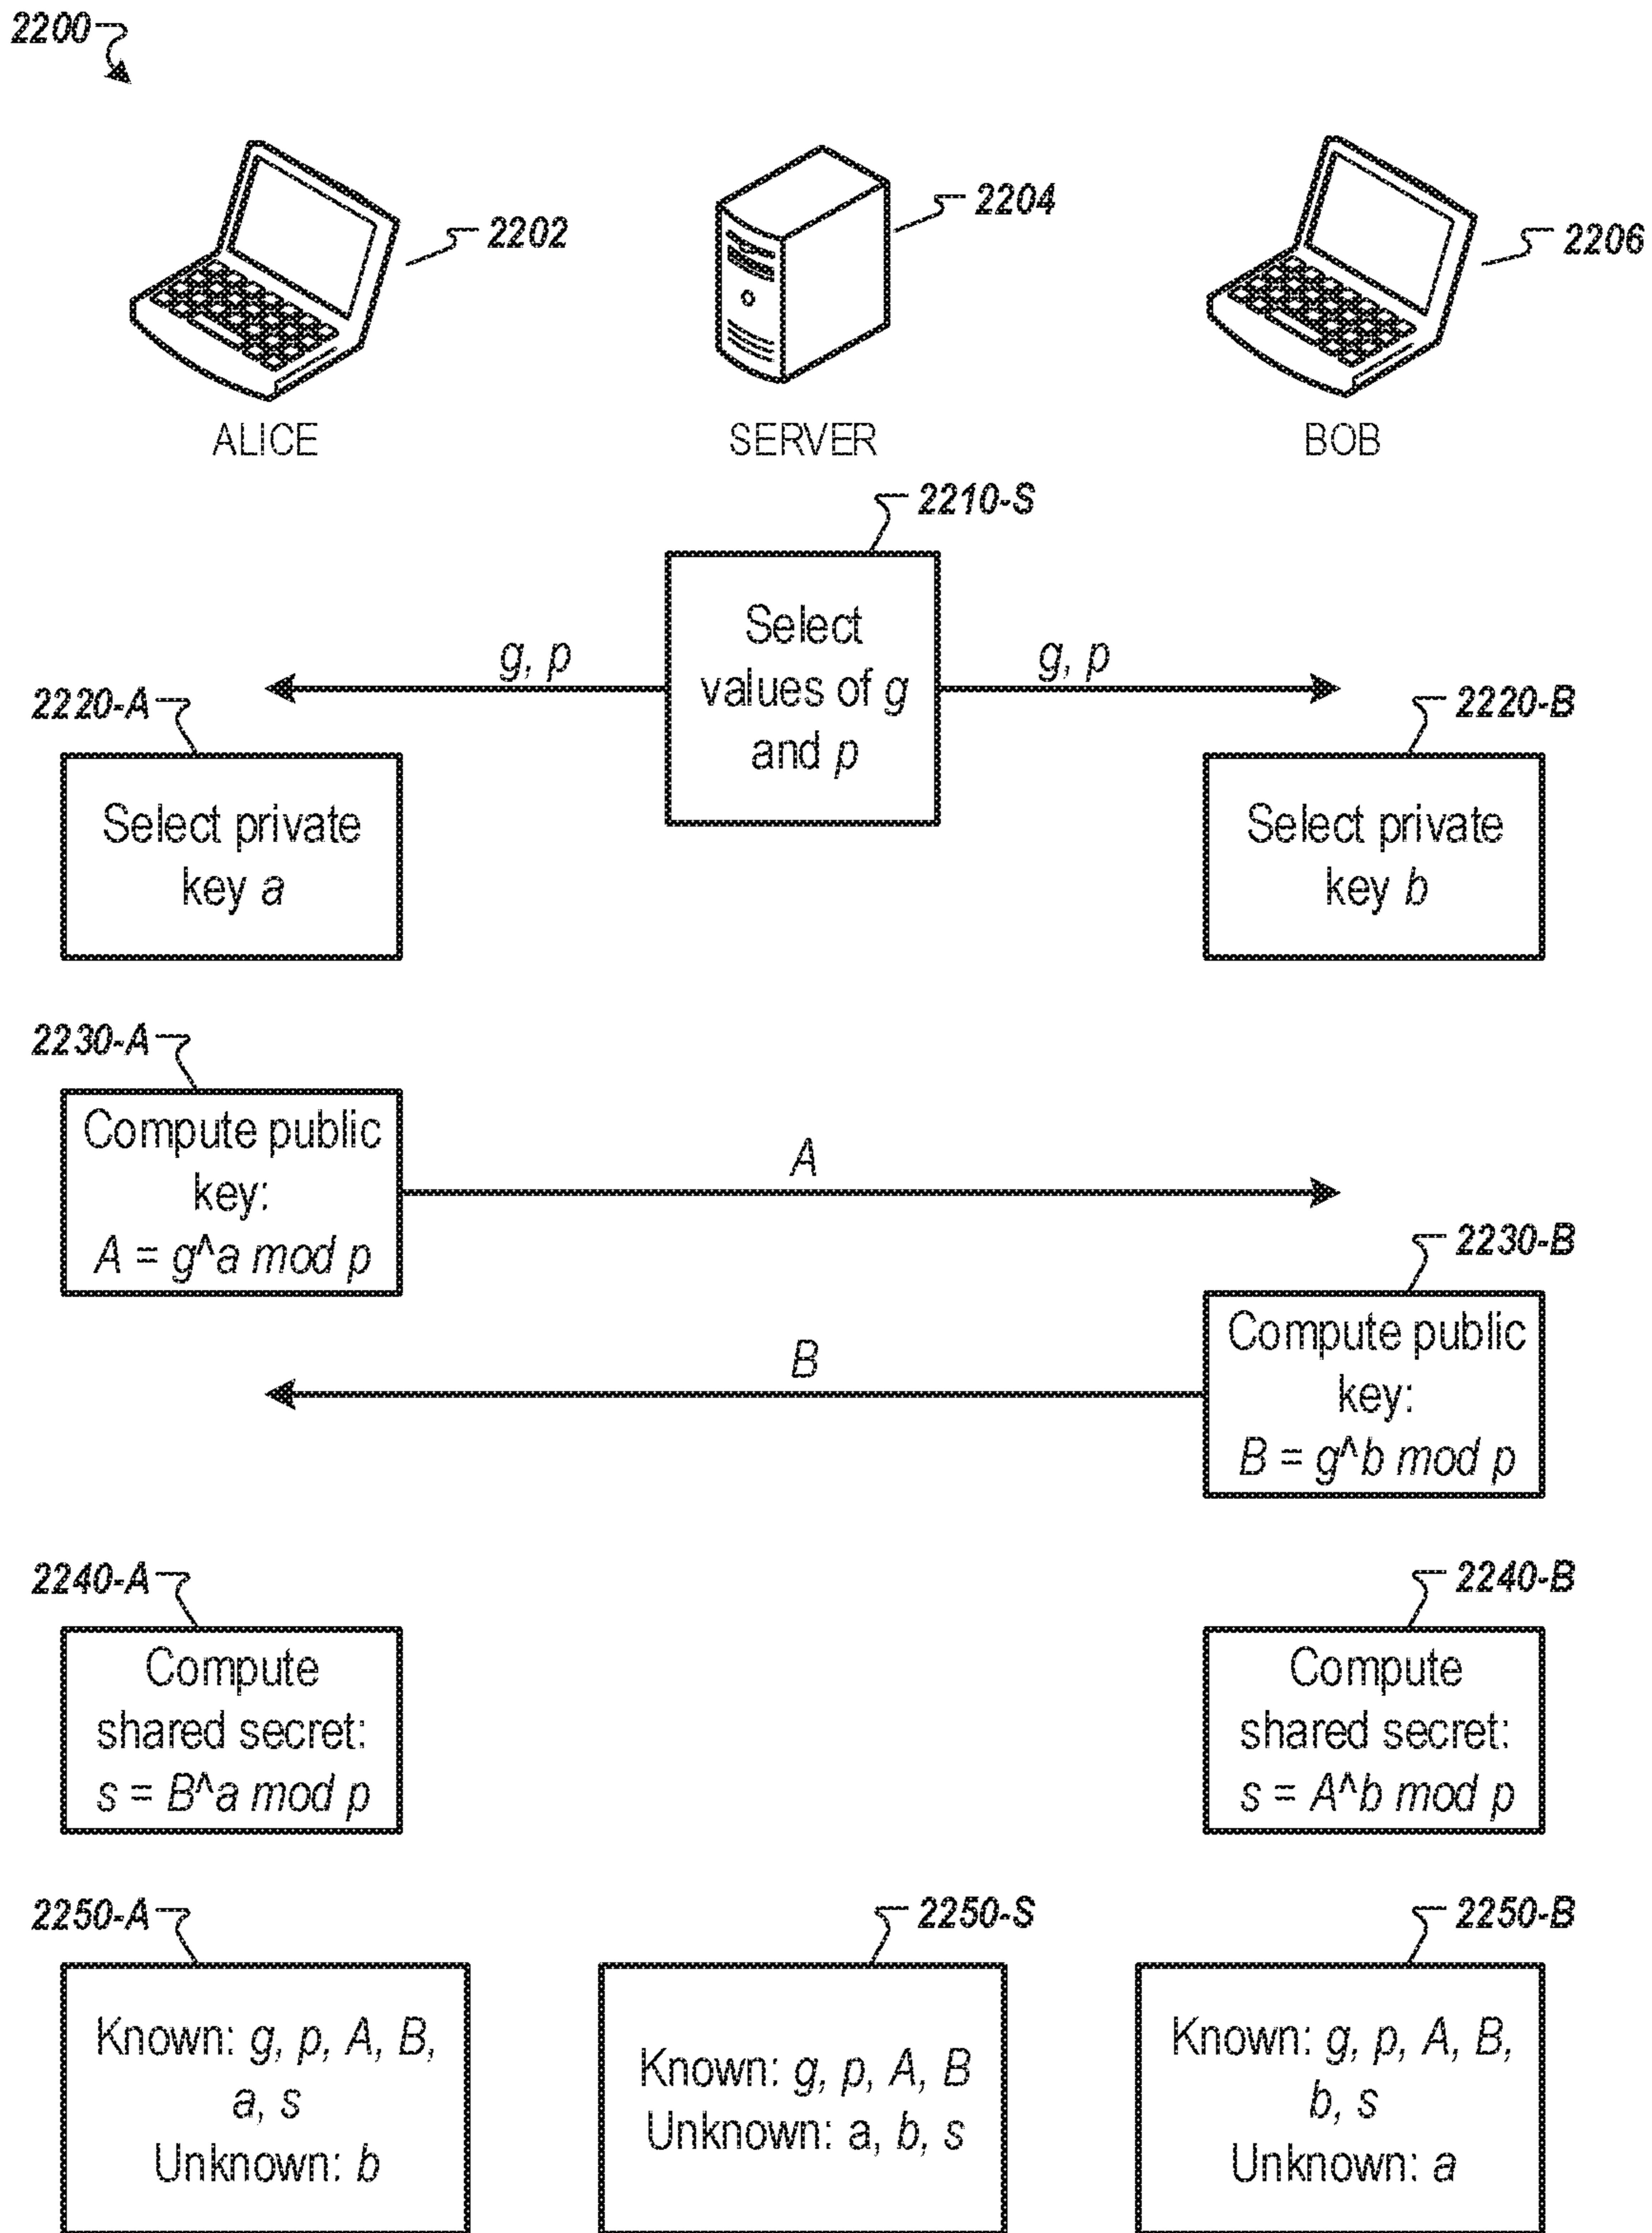 2200
2202
2204
2206
ALICE
SERVER
BOB
2210-S
Select
values of g
and p
g, p
g, p
2220-A
2220-B
Select private
key a
Select private
key b
2230-A
Compute public
key:
A = g^a mod p
A
2230-B
Compute public
key:
B = g^b mod p
B
2240-A
2240-B
Compute
shared secret:
s = B^a mod p
Compute
shared secret:
s = A^b mod p
2250-A
2250-S
2250-B
Known: g, p, A, B,
a, s
Unknown: b
Known: g, p, A, B
Unknown: a, b, s
Known: g, p, A, B,
b, s
Unknown: a